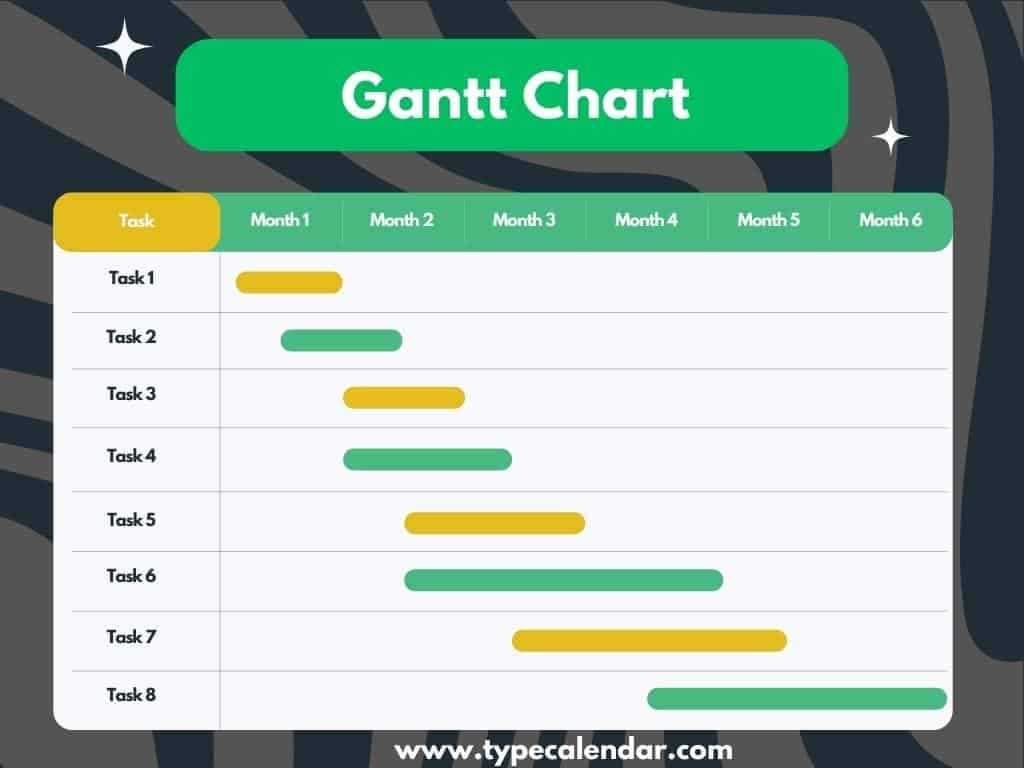 Gantt Chart
Task Month 1 Month 2 Month 3 Month 4 Month 5 Month 6
Task 1
Task 2
Task 3
Task 4
Task 5
Task 6
Task 7
Task 8
www.typecalendar.com